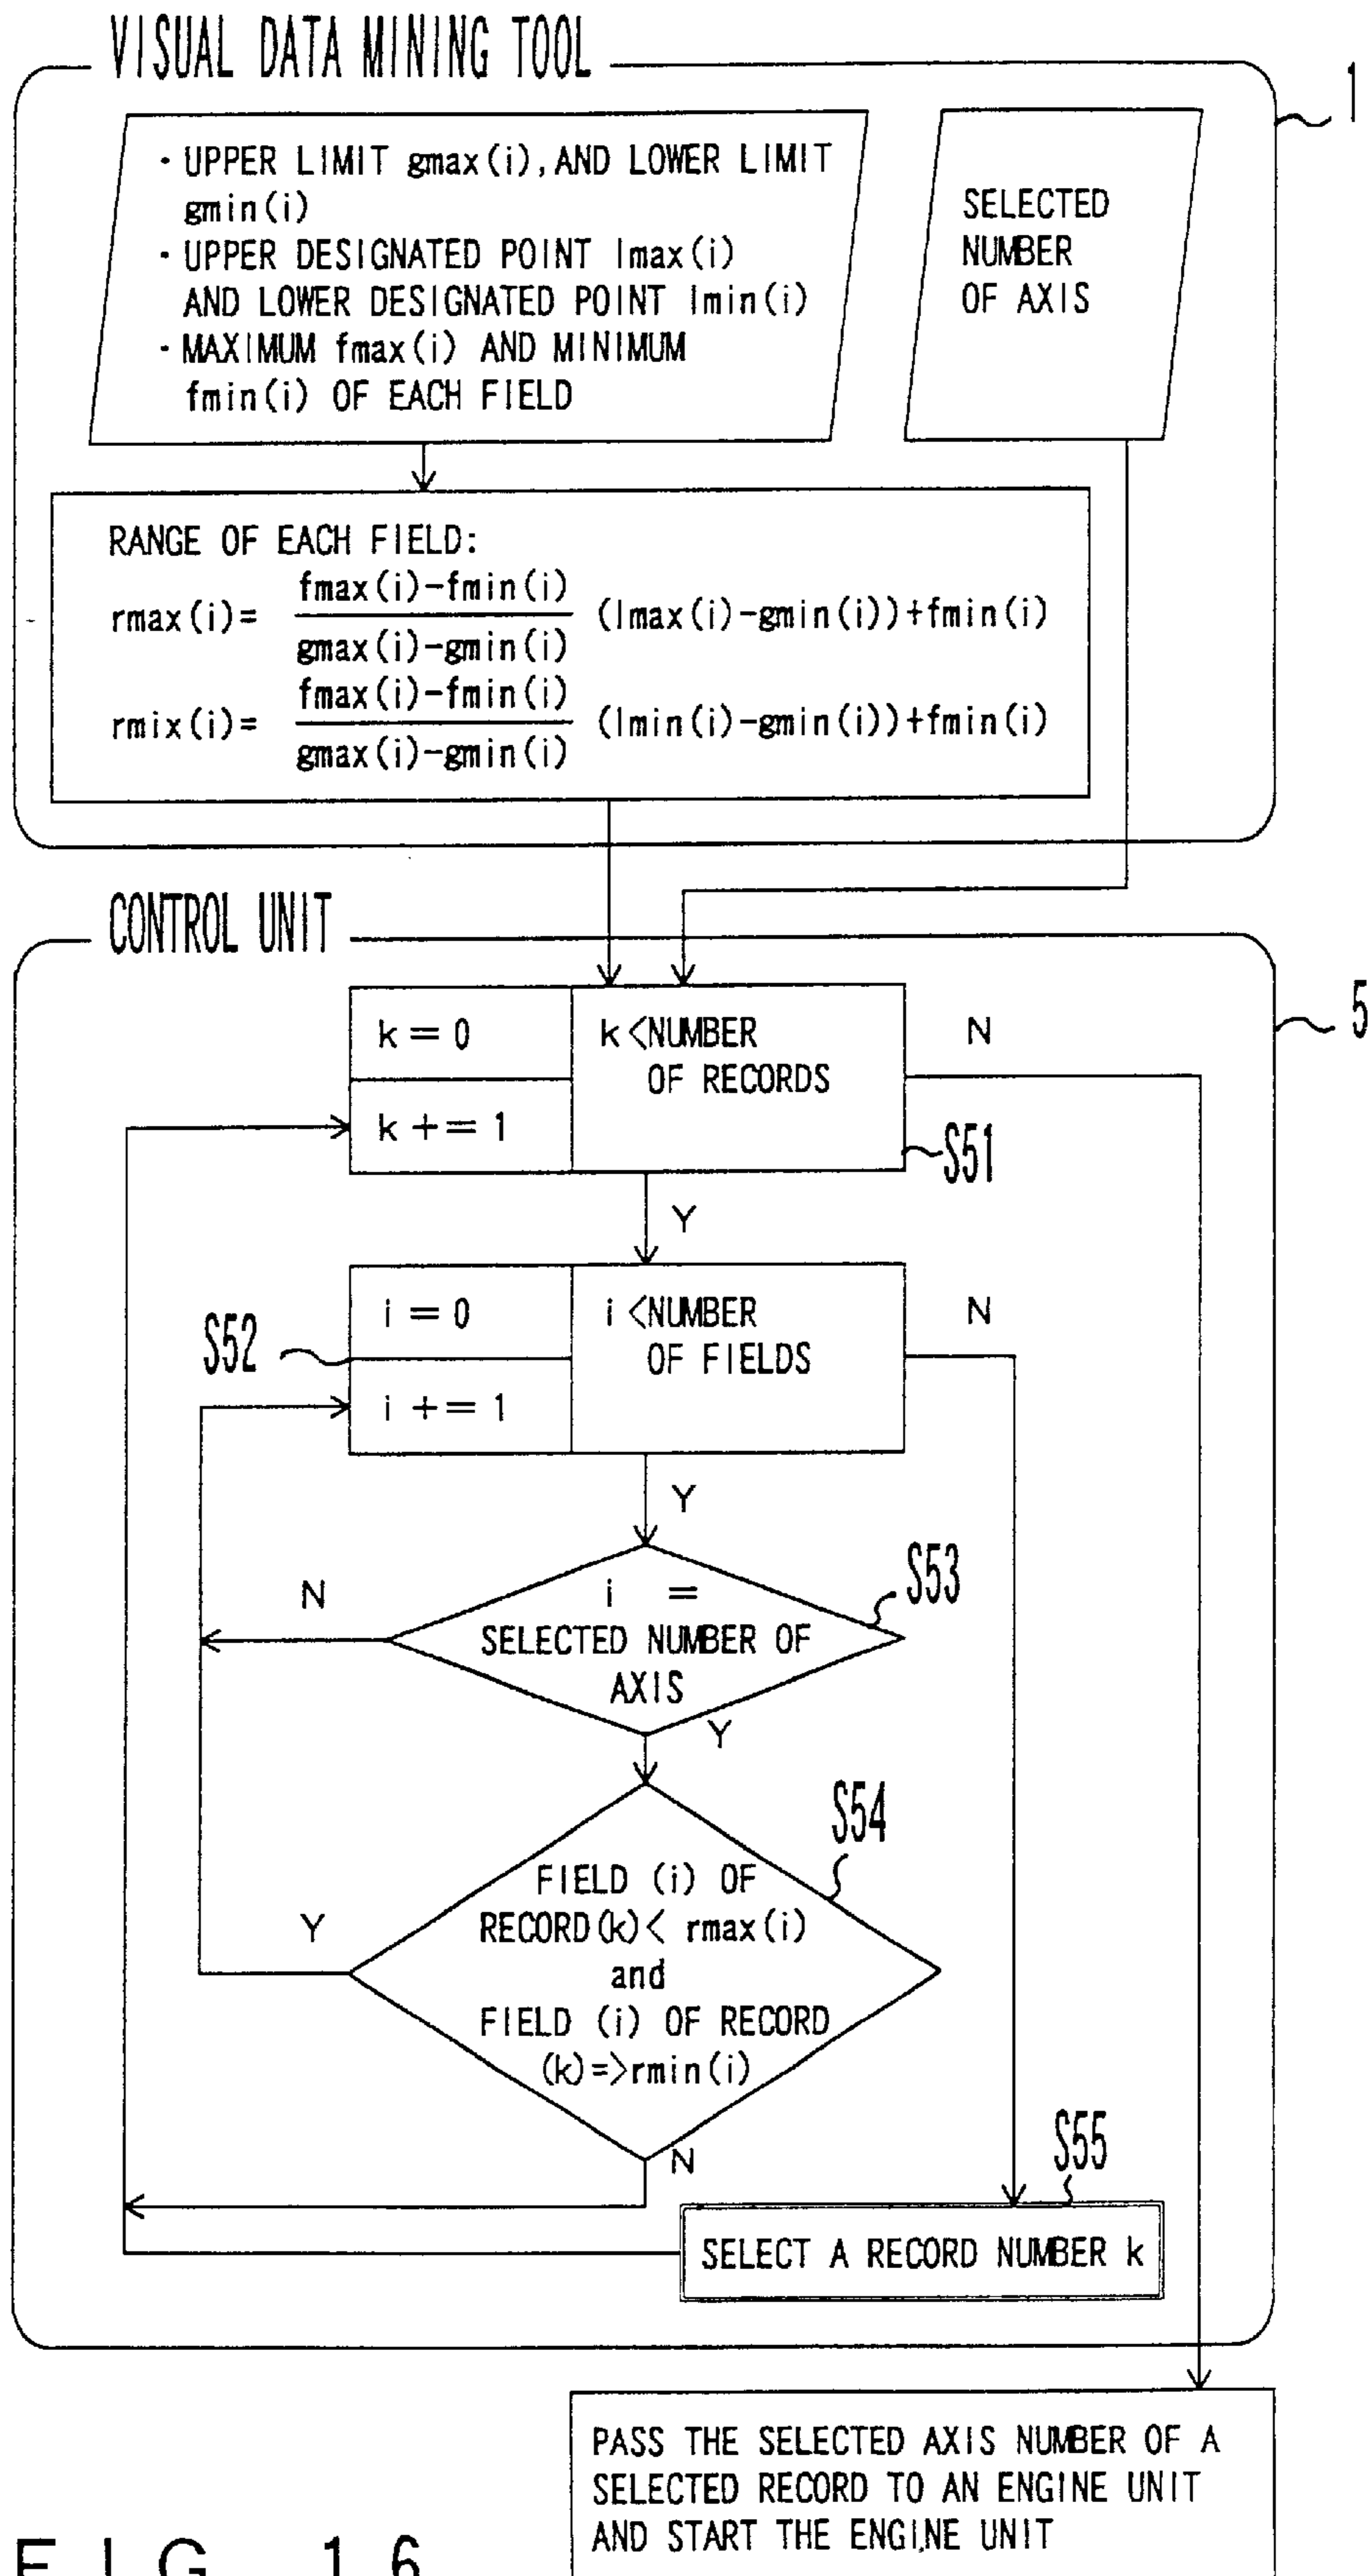 VISUAL DATA MINING TOOL
1
· UPPER LIMIT gmax(i), AND LOWER LIMIT
gmin(i)
· UPPER DESIGNATED POINT lmax(i)
AND LOWER DESIGNATED POINT lmin(i)
· MAXIMUM fmax(i) AND MINIMUM
fmin(i) OF EACH FIELD
SELECTED
NUMBER
OF AXIS
RANGE OF EACH FIELD:
fmax(i)-fmin(i)
rmax(i)= (lmax(i)-gmin(i))+fmin(i)
gmax(i)-gmin(i)
fmax(i)-fmin(i)
rmix(i)= (lmin(i)-gmin(i))+fmin(i)
gmax(i)-gmin(i)
CONTROL UNIT
5
k = 0
k += 1
k <NUMBER
OF RECORDS
N
S51
Y
i = 0
i += 1
i <NUMBER
OF FIELDS
N
S52
Y
i =
SELECTED NUMBER OF
AXIS
S53
N
Y
S54
FIELD (i) OF
RECORD(k)< rmax(i)
and
FIELD (i) OF RECORD
(k)=>rmin(i)
Y
N
S55
SELECT A RECORD NUMBER k
PASS THE SELECTED AXIS NUMBER OF A
SELECTED RECORD TO AN ENGINE UNIT
AND START THE ENGINE UNIT
FIG. 16